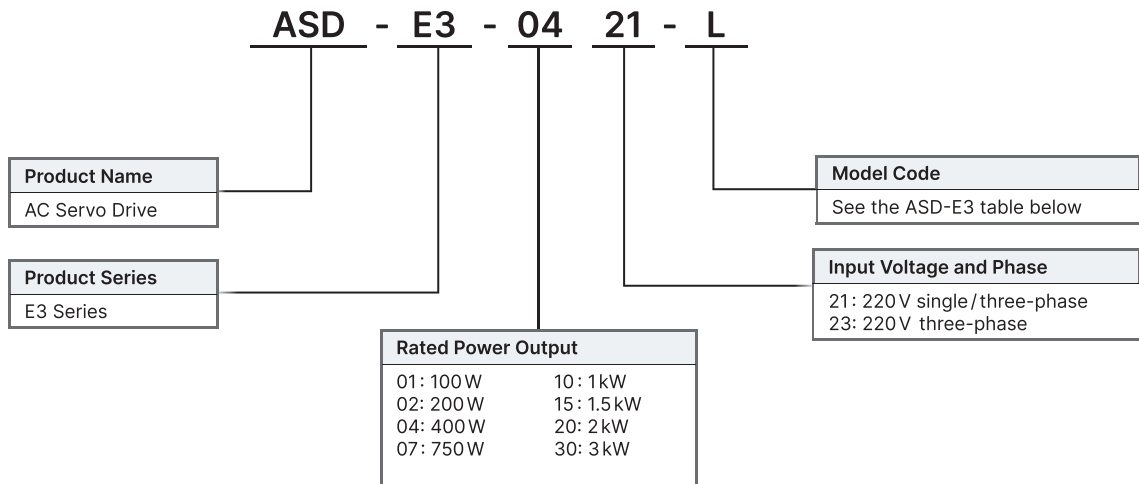 ASD - E3 - 04 21 - L
Product Name
AC Servo Drive
Product Series
E3 Series
Rated Power Output
01: 100 W 10: 1 kW
02: 200 W 15: 1.5 kW
04: 400 W 20: 2 kW
07: 750 W 30: 3 kW
Model Code
See the ASD-E3 table below
Input Voltage and Phase
21: 220 V single / three-phase
23: 220 V three-phase